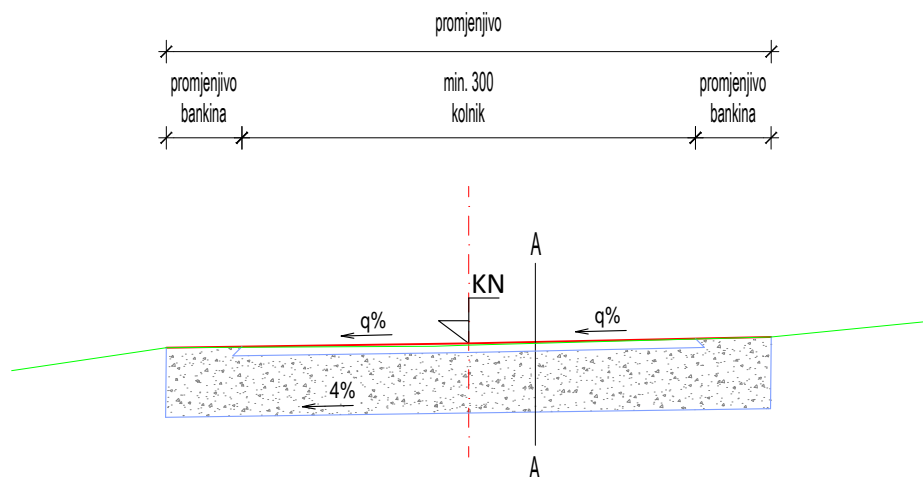 promjenjivo
promjenjivo
bankina
min. 300
kolnik
promjenjivo
bankina
A
KN
q%
q%
4%
A